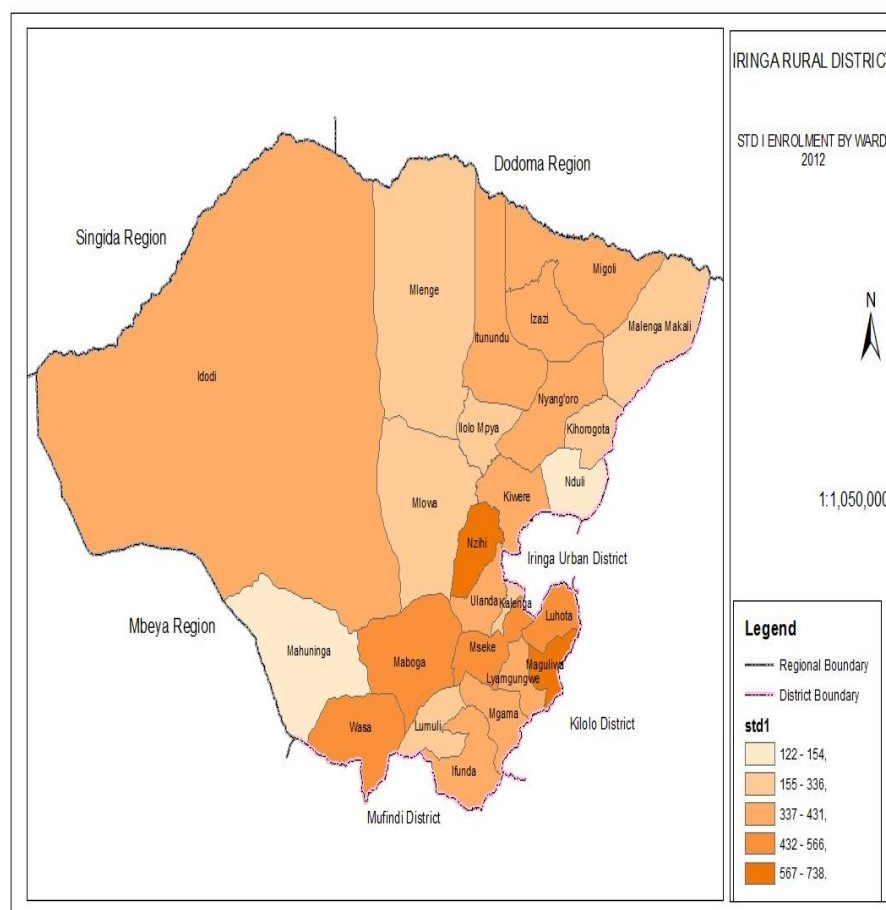 IRINGA RURAL DISTRICT
STD I ENROLMENT BY WARD
2012
Dodoma Region
Singida Region
Migoli
Mlenge
Izazi
Malenga Makali
Itunundu
N
Idodi
Nyang'oro
Ilolo Mpya
Kihorogota
Nduli
Kiwere
Mlowa
1:1,050,000
Nzihi
Iringa Urban District
Ulanda
Kalenga
Luhota
Mbeya Region
Mahuninga
Mseke
Maboga
Maguliwa
Lyamgungwe
Mgama
Kilolo District
Wasa
Lumuli
Ifunda
Mufindi District
Legend
Regional Boundary
District Boundary
std1
122 - 154,
155 - 336,
337 - 431,
432 - 566,
567 - 738.